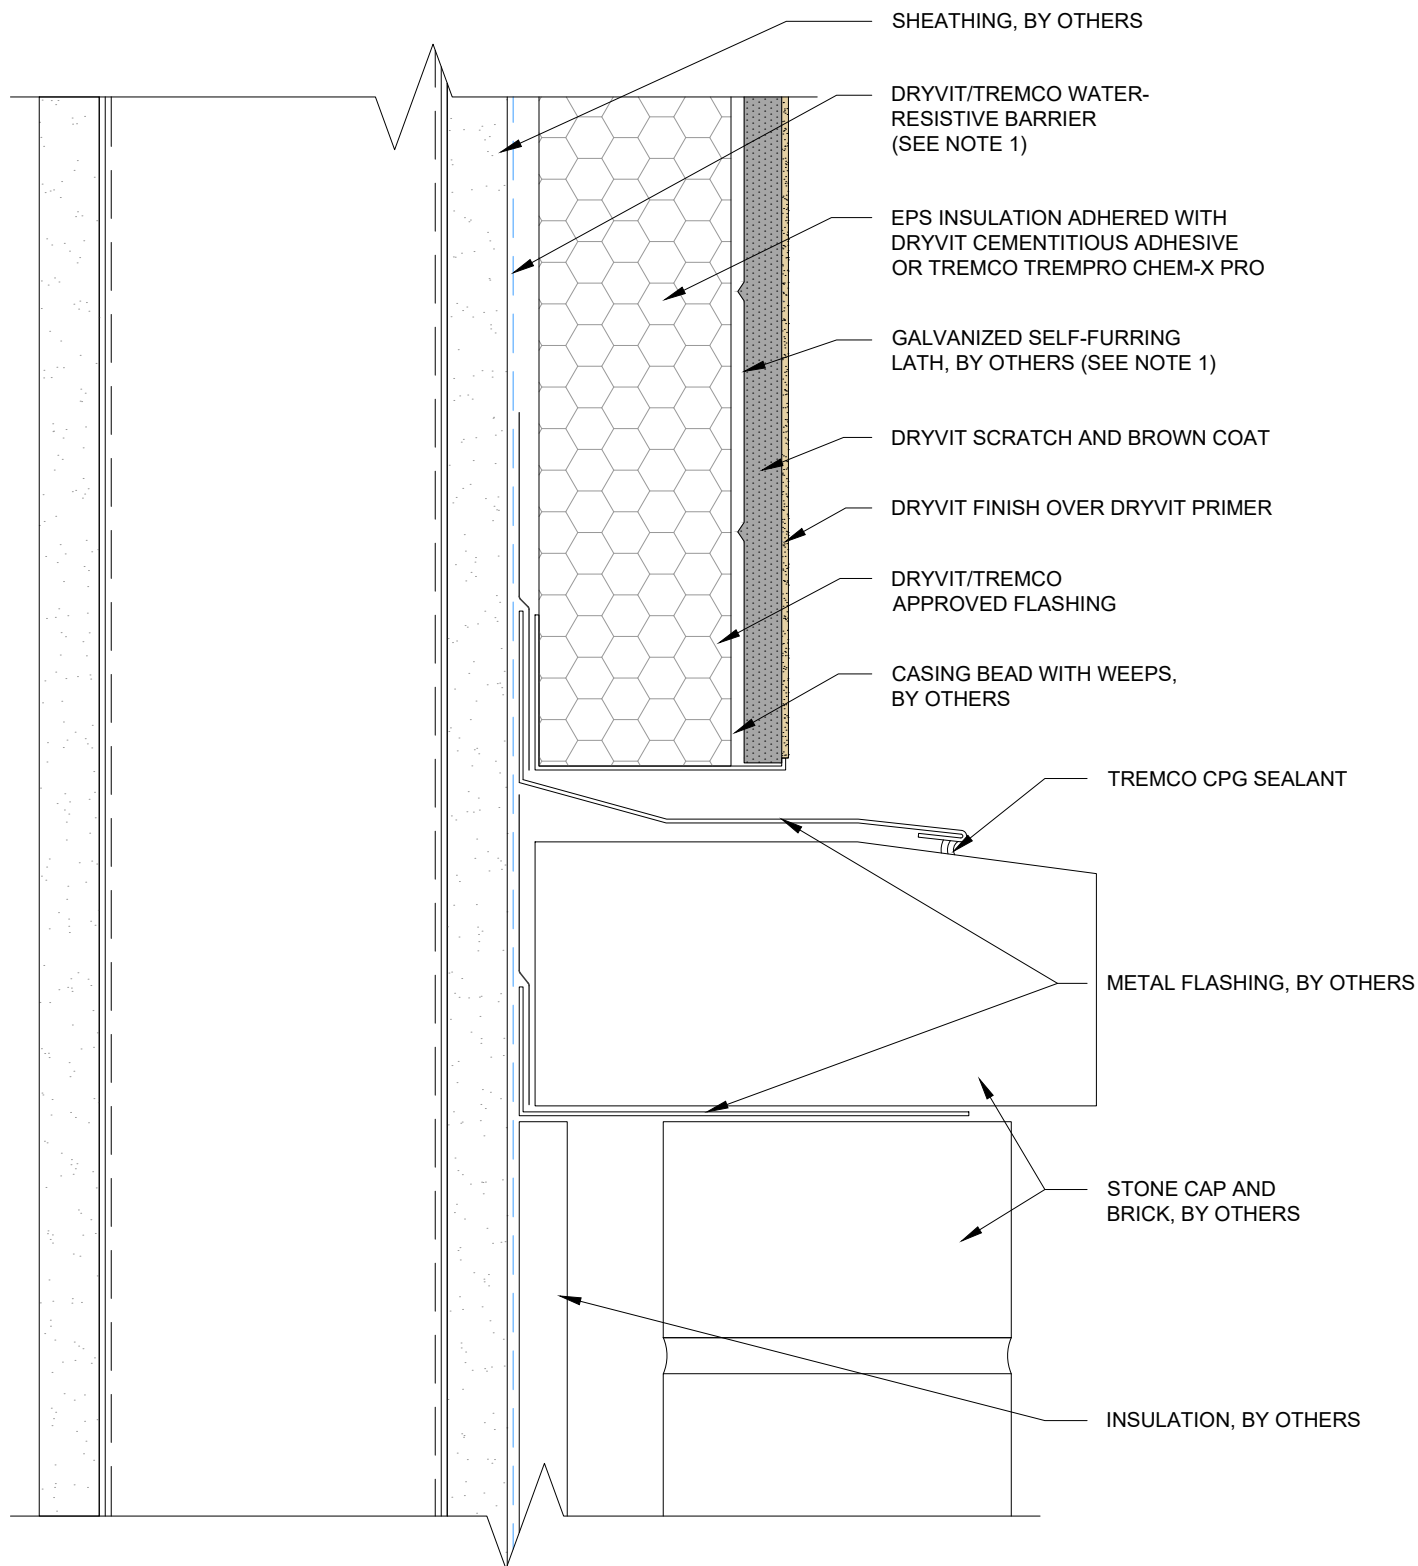 SHEATHING, BY OTHERS
DRYVIT/TREMCO WATER-
RESISTIVE BARRIER
(SEE NOTE 1)
EPS INSULATION ADHERED WITH
DRYVIT CEMENTITIOUS ADHESIVE
OR TREMCO TREMPRO CHEM-X PRO
GALVANIZED SELF-FURRING
LATH, BY OTHERS (SEE NOTE 1)
DRYVIT SCRATCH AND BROWN COAT
DRYVIT FINISH OVER DRYVIT PRIMER
DRYVIT/TREMCO
APPROVED FLASHING
CASING BEAD WITH WEEPS,
BY OTHERS
TREMCO CPG SEALANT
METAL FLASHING, BY OTHERS
STONE CAP AND
BRICK, BY OTHERS
INSULATION, BY OTHERS